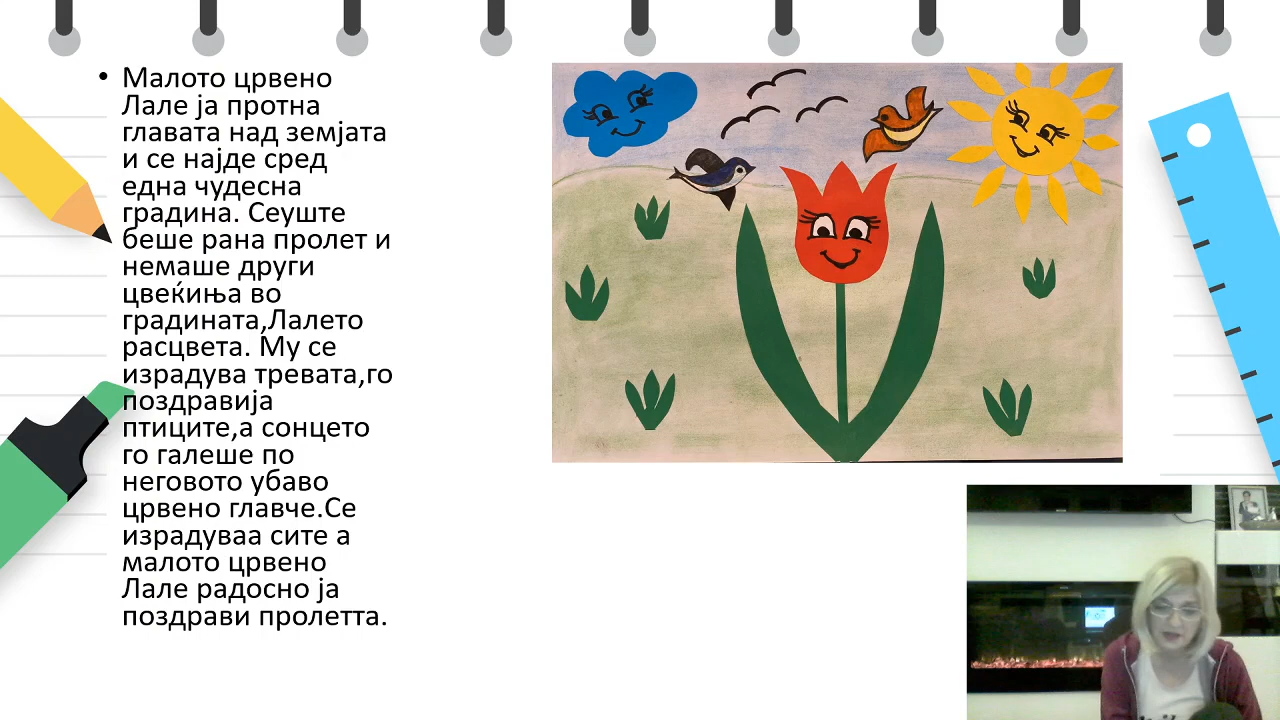 • Малото црвено
Лале ја протна
главата над земјата
и се најде сред
една чудесна
градина. Сеуште
беше рана пролет и
немаше други
цвеќиња во
градината,Лалето
расцвета. Му се
израдува тревата,го
поздравија
птиците,а сонцето
го галеше по
неговото убаво
црвено главче.Се
израдуваа сите а
малото црвено
Лале радосно ја
поздрави пролетта.